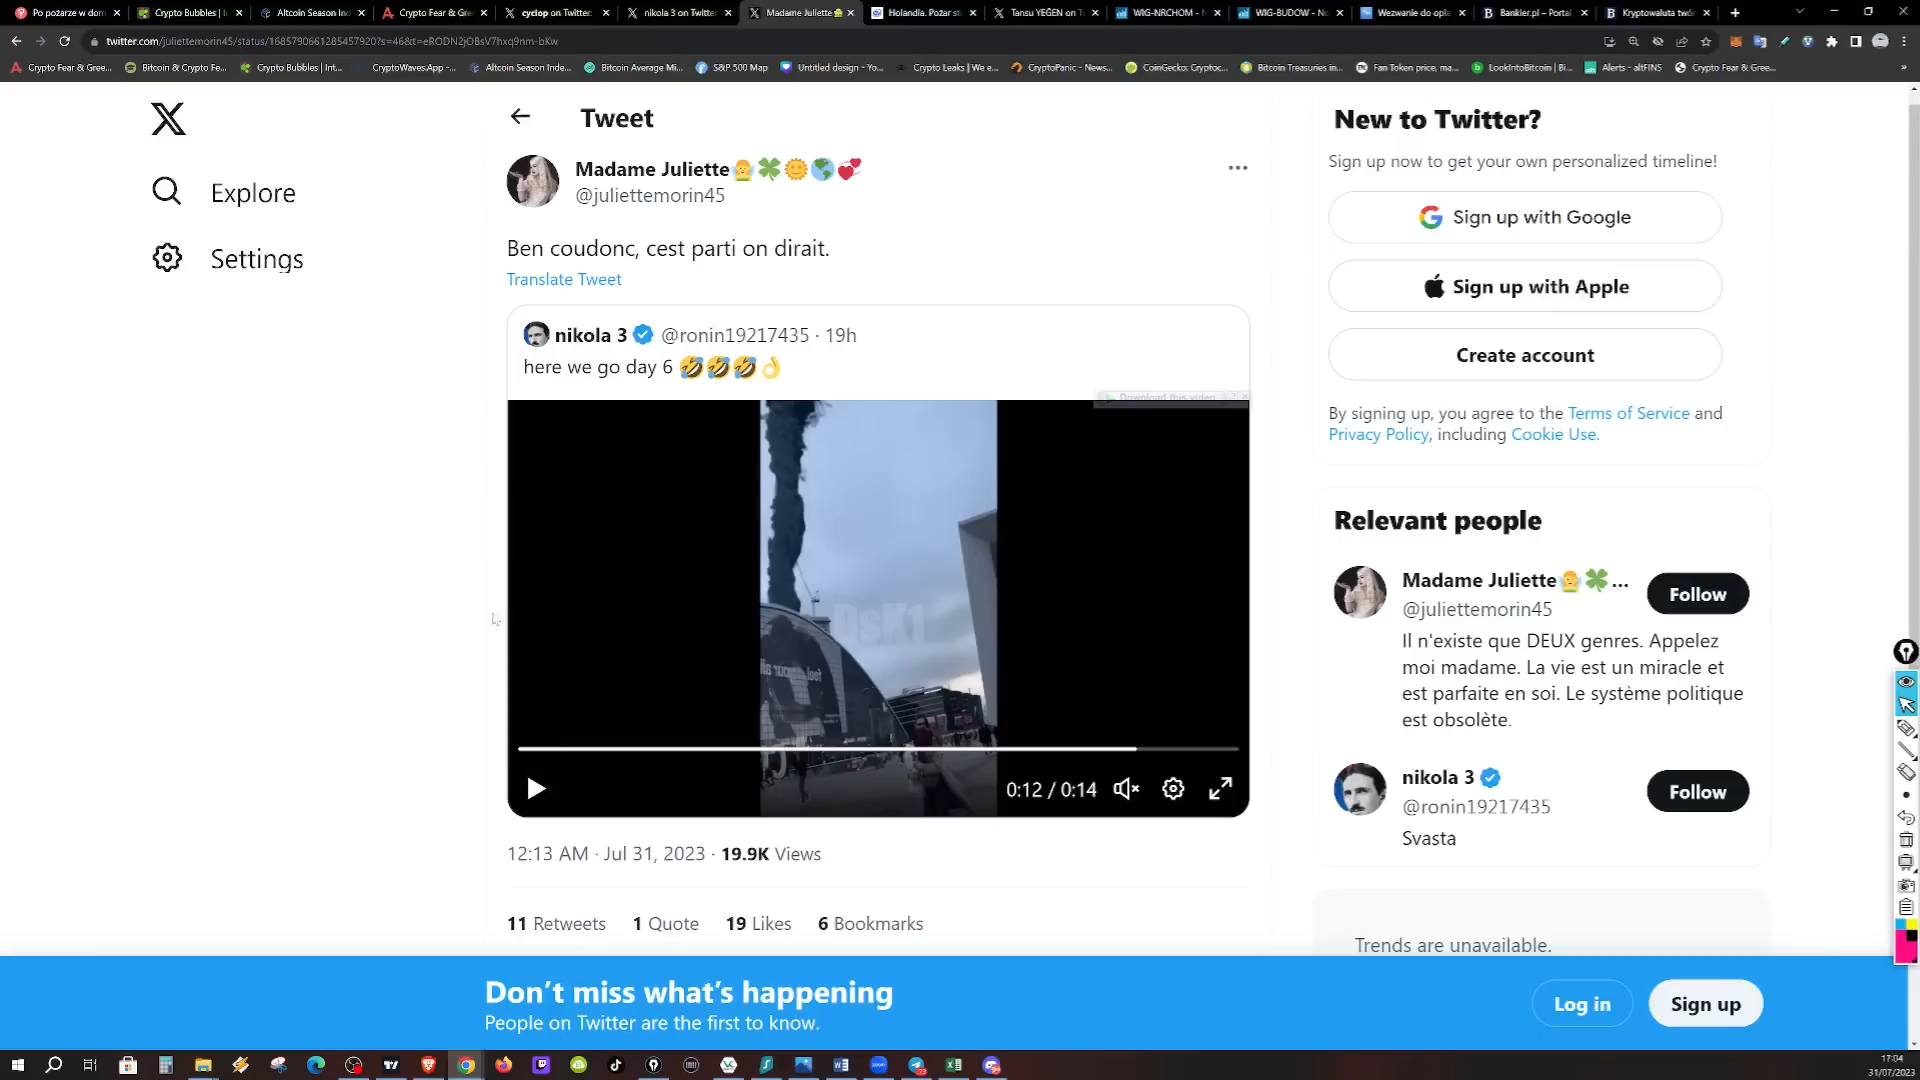 Po pożarze w dom
Crypto Bubbles | I
Altcoin Season Ind
Crypto Fear & Gre
cyclop on Twitter:
nikola 3 on Twitte
Madame Juliette
Holandia. Pożar st
Tansu YEĞEN on T
WIG-NRCHOM - N
WIG-BUDOW - No
Wezwanie do opła
Bankier.pl – Portal
Kryptowaluta twór
twitter.com/juliettemorin45/status/1685790661285457920?s=46&t=eRODN2jOBsV7hxq9nm-bKw
Crypto Fear & Gree...
Bitcoin & Crypto Fe...
Crypto Bubbles | Int...
CryptoWaves.App -...
Altcoin Season Inde...
Bitcoin Average Mi...
S&P 500 Map
Untitled design - Yo...
Crypto Leaks | We e...
CryptoPanic - News...
CoinGecko: Cryptoc...
Bitcoin Treasuries in...
Fan Token price, ma...
LookIntoBitcoin | Bi...
Alerts - altFINS
Crypto Fear & Gree...
Explore
Settings
Tweet
Madame Juliette
@juliettemorin45
Ben coudonc, cest parti on dirait.
Translate Tweet
nikola 3 @ronin19217435 · 19h
here we go day 6 🤣🤣🤣👌
Download this video
DsK1
0:12 / 0:14
12:13 AM · Jul 31, 2023 · 19.9K Views
11 Retweets 1 Quote 19 Likes 6 Bookmarks
New to Twitter?
Sign up now to get your own personalized timeline!
Sign up with Google
Sign up with Apple
Create account
By signing up, you agree to the Terms of Service and
Privacy Policy, including Cookie Use.
Relevant people
Madame Juliette ...
@juliettemorin45
Follow
Il n'existe que DEUX genres. Appelez
moi madame. La vie est un miracle et
est parfaite en soi. Le système politique
est obsolète.
nikola 3
@ronin19217435
Follow
Svasta
Trends are unavailable.
Don’t miss what’s happening
People on Twitter are the first to know.
Log in
Sign up
17:04
31/07/2023